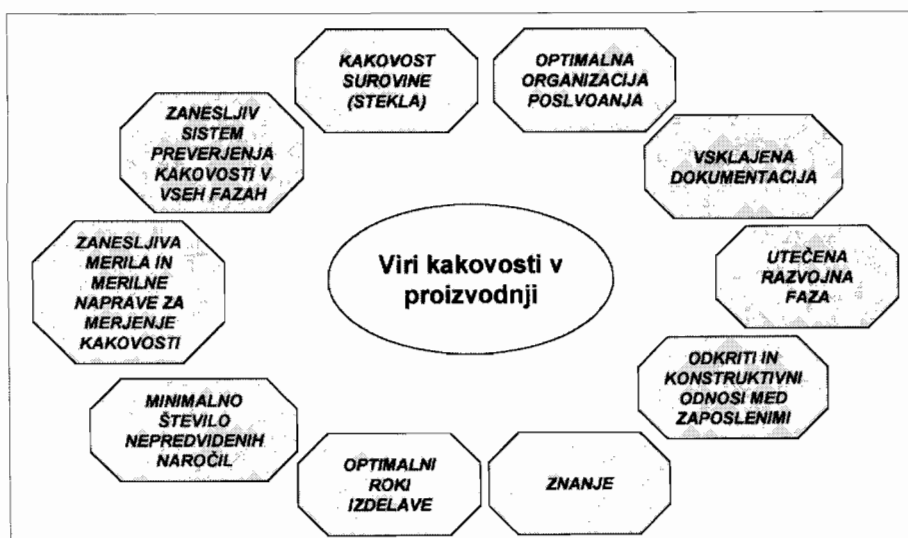 KAKOVOST
SUROVINE
(STEKLA)
OPTIMALNA
ORGANIZACIJA
POSLVOANJA
ZANESLJIV
SISTEM
PREVERJENJA
KAKOVOSTI V
VSEH FAZAH
VSKLAJENA
DOKUMENTACIJA
ZANESLJIVA
MERILA IN
MERILNE
NAPRAVE ZA
MERJENJE
KAKOVOSTI
Viri kakovosti v
proizvodnji
UTEČENA
RAZVOJNA
FAZA
ODKRITI IN
KONSTRUKTIVNI
ODNOSI MED
ZAPOSLENIMI
MINIMALNO
ŠTEVILO
NEPREDVIDENIH
NAROČIL
OPTIMALNI
ROKI
IZDELAVE
ZNANJE